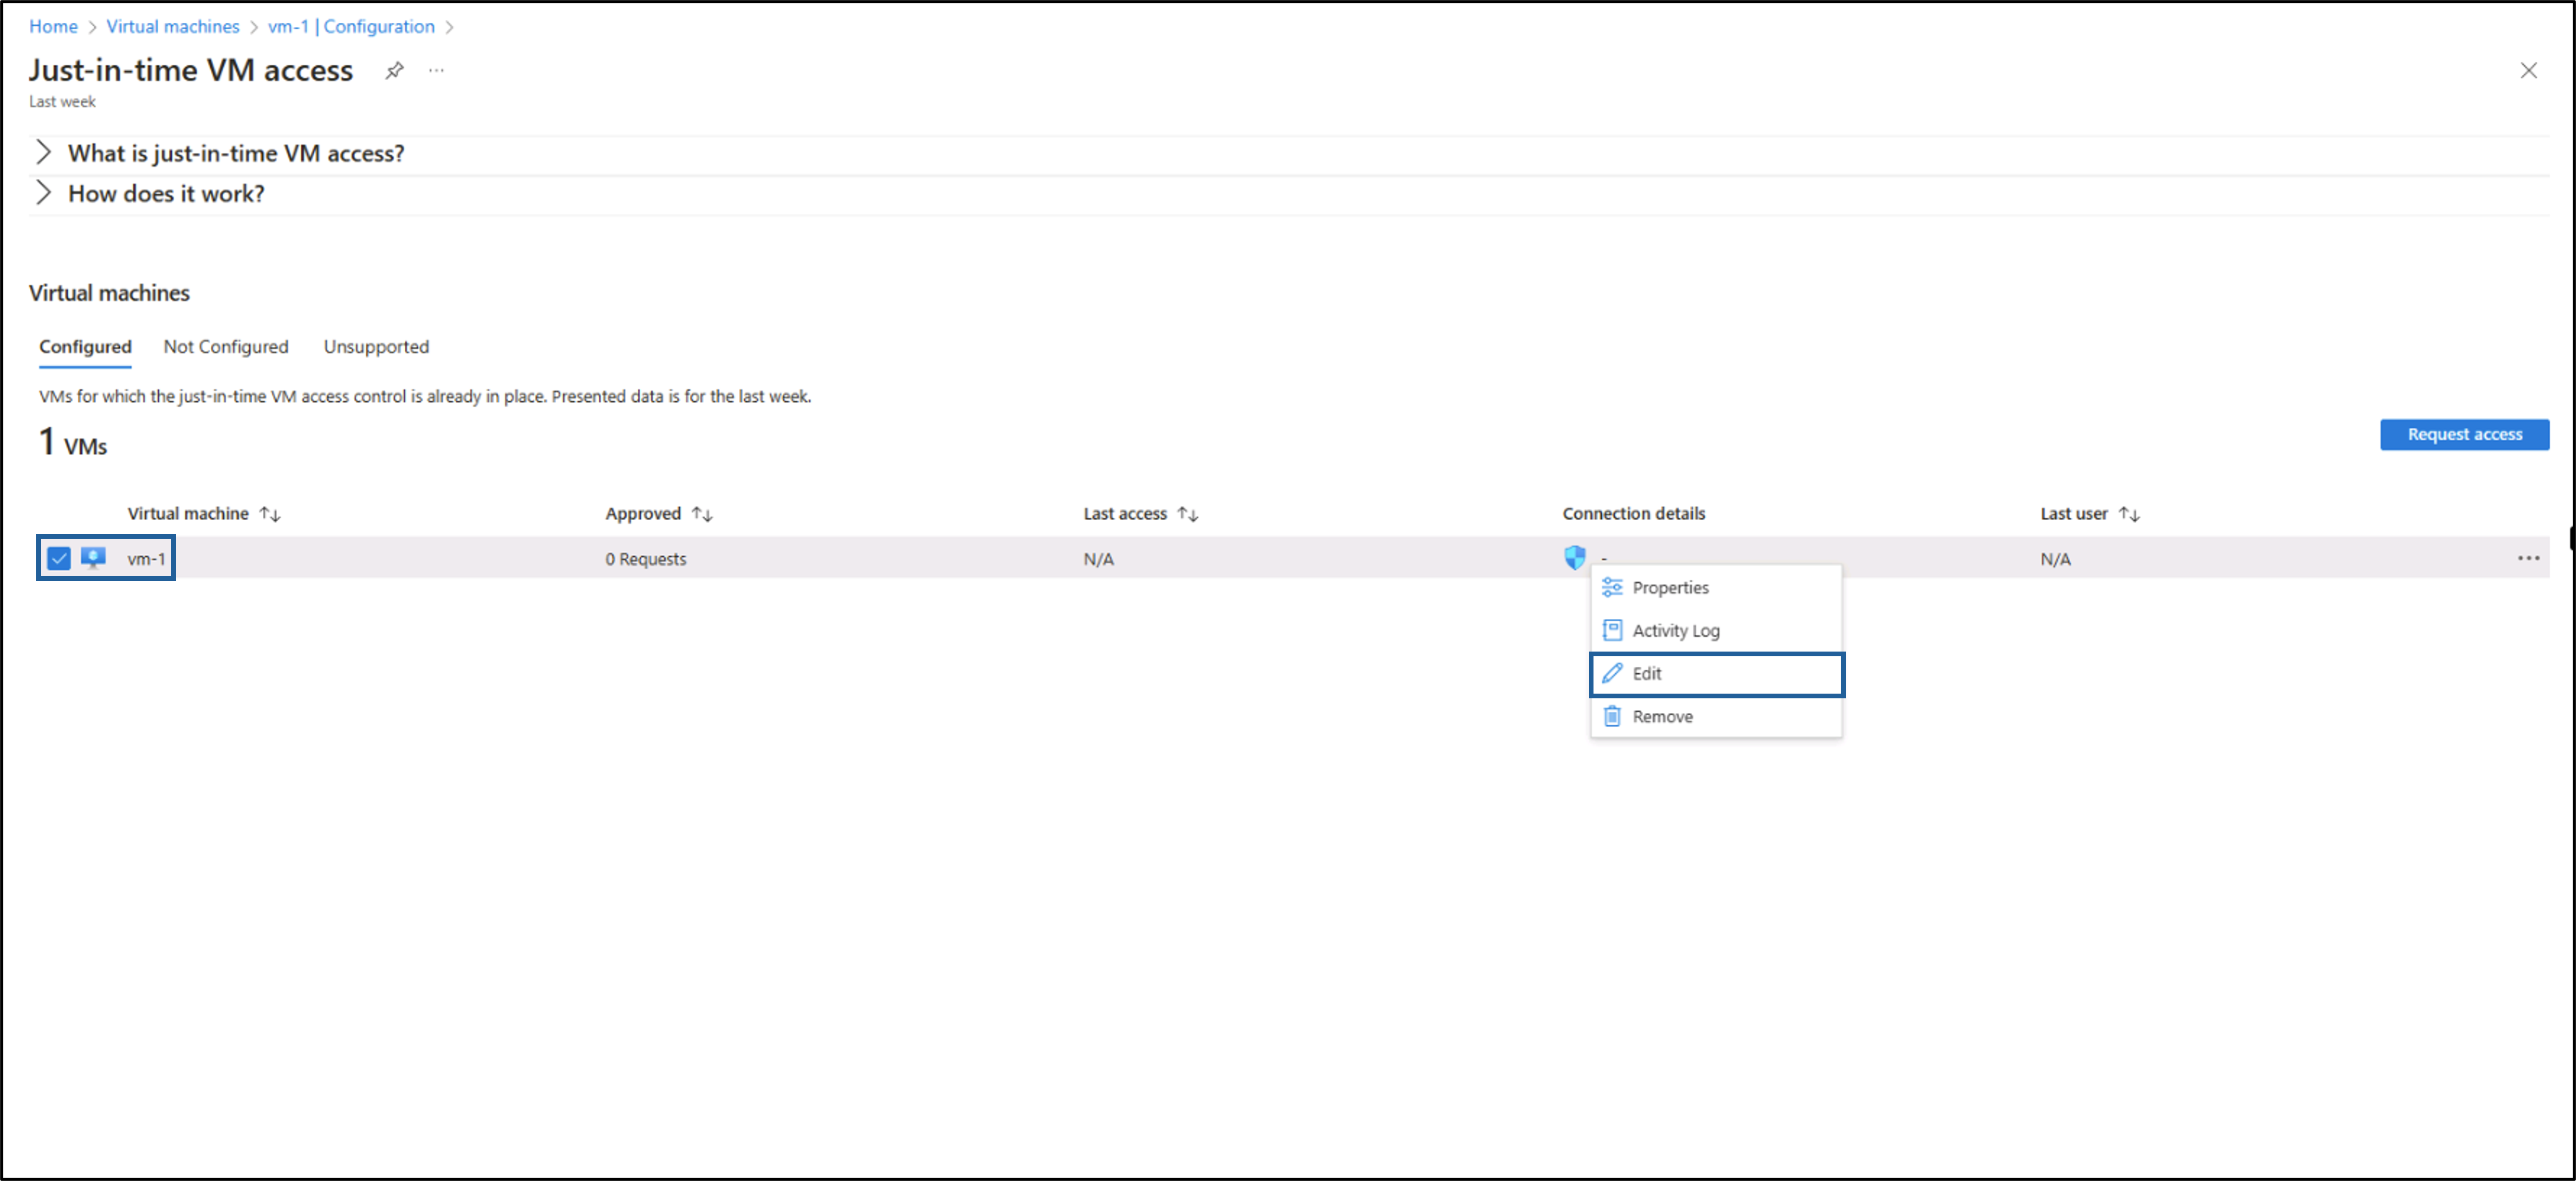 Home > Virtual machines > vm-1 | Configuration >
Just-in-time VM access
Last week
What is just-in-time VM access?
How does it work?
Virtual machines
Configured Not Configured Unsupported
VMs for which the just-in-time VM access control is already in place. Presented data is for the last week.
1 VMs
Request access
Virtual machine Approved Last access Connection details Last user
vm-1 0 Requests N/A - N/A
Properties
Activity Log
Edit
Remove